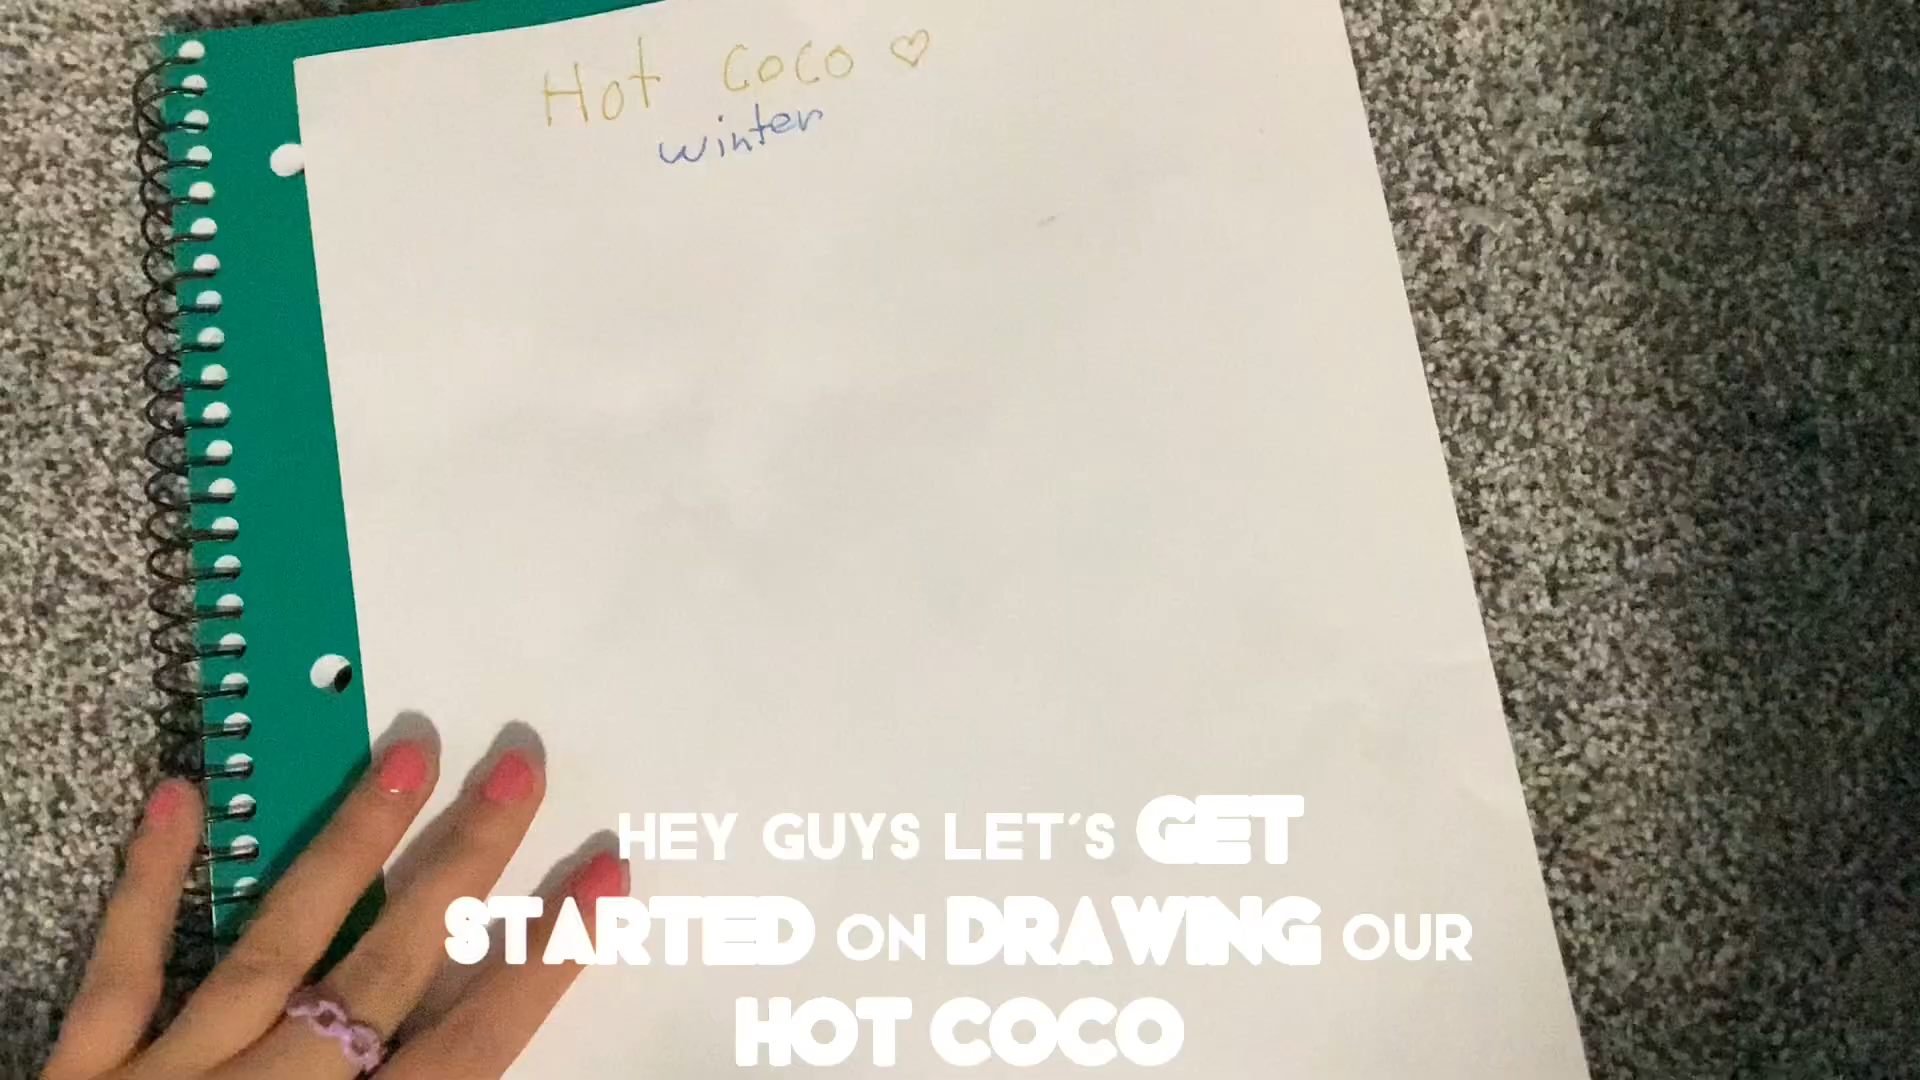 Hot coco ♡
winter
HEY GUYS LET'S GET
STARTED ON DRAWING OUR
HOT COCO